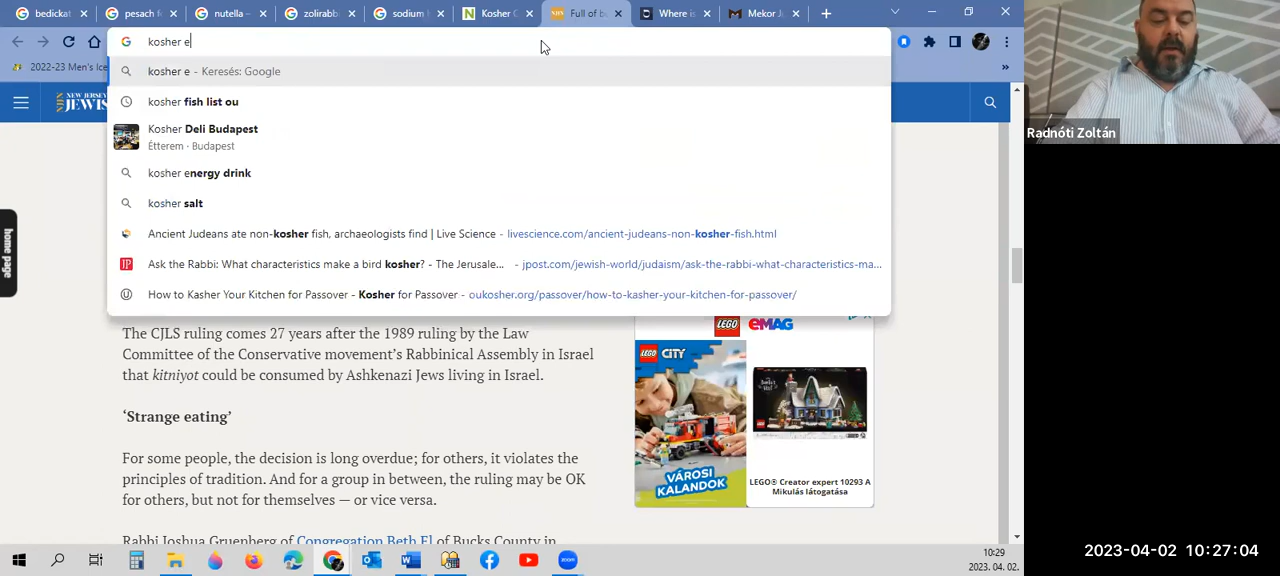 bedickat
pesach f
nutella –
zolirabbi
sodium h
Kosher C
Full of b
Where is
Mekor Ju
kosher e
2022-23 Men's Ice
kosher e - Keresés: Google
kosher fish list ou
Kosher Deli Budapest
Étterem · Budapest
kosher energy drink
kosher salt
Ancient Judeans ate non-kosher fish, archaeologists find | Live Science - livescience.com/ancient-judeans-non-kosher-fish.html
Ask the Rabbi: What characteristics make a bird kosher? - The Jerusale... - jpost.com/jewish-world/judaism/ask-the-rabbi-what-characteristics-ma...
How to Kasher Your Kitchen for Passover - Kosher for Passover - oukosher.org/passover/how-to-kasher-your-kitchen-for-passover/
NEW JERSEY
JEWISH
home page
Radnóti Zoltán
The CJLS ruling comes 27 years after the 1989 ruling by the Law
Committee of the Conservative movement's Rabbinical Assembly in Israel
that kitniyot could be consumed by Ashkenazi Jews living in Israel.
'Strange eating'
For some people, the decision is long overdue; for others, it violates the
principles of tradition. And for a group in between, the ruling may be OK
for others, but not for themselves — or vice versa.
Rabbi Joshua Gruenberg of Congregation Beth El of Bucks County in
LEGO eMAG
LEGO CITY
VÁROSI
KALANDOK
LEGO® Creator expert 10293 A
Mikulás látogatása
10:29
2023. 04. 02.
2023-04-02 10:27:04